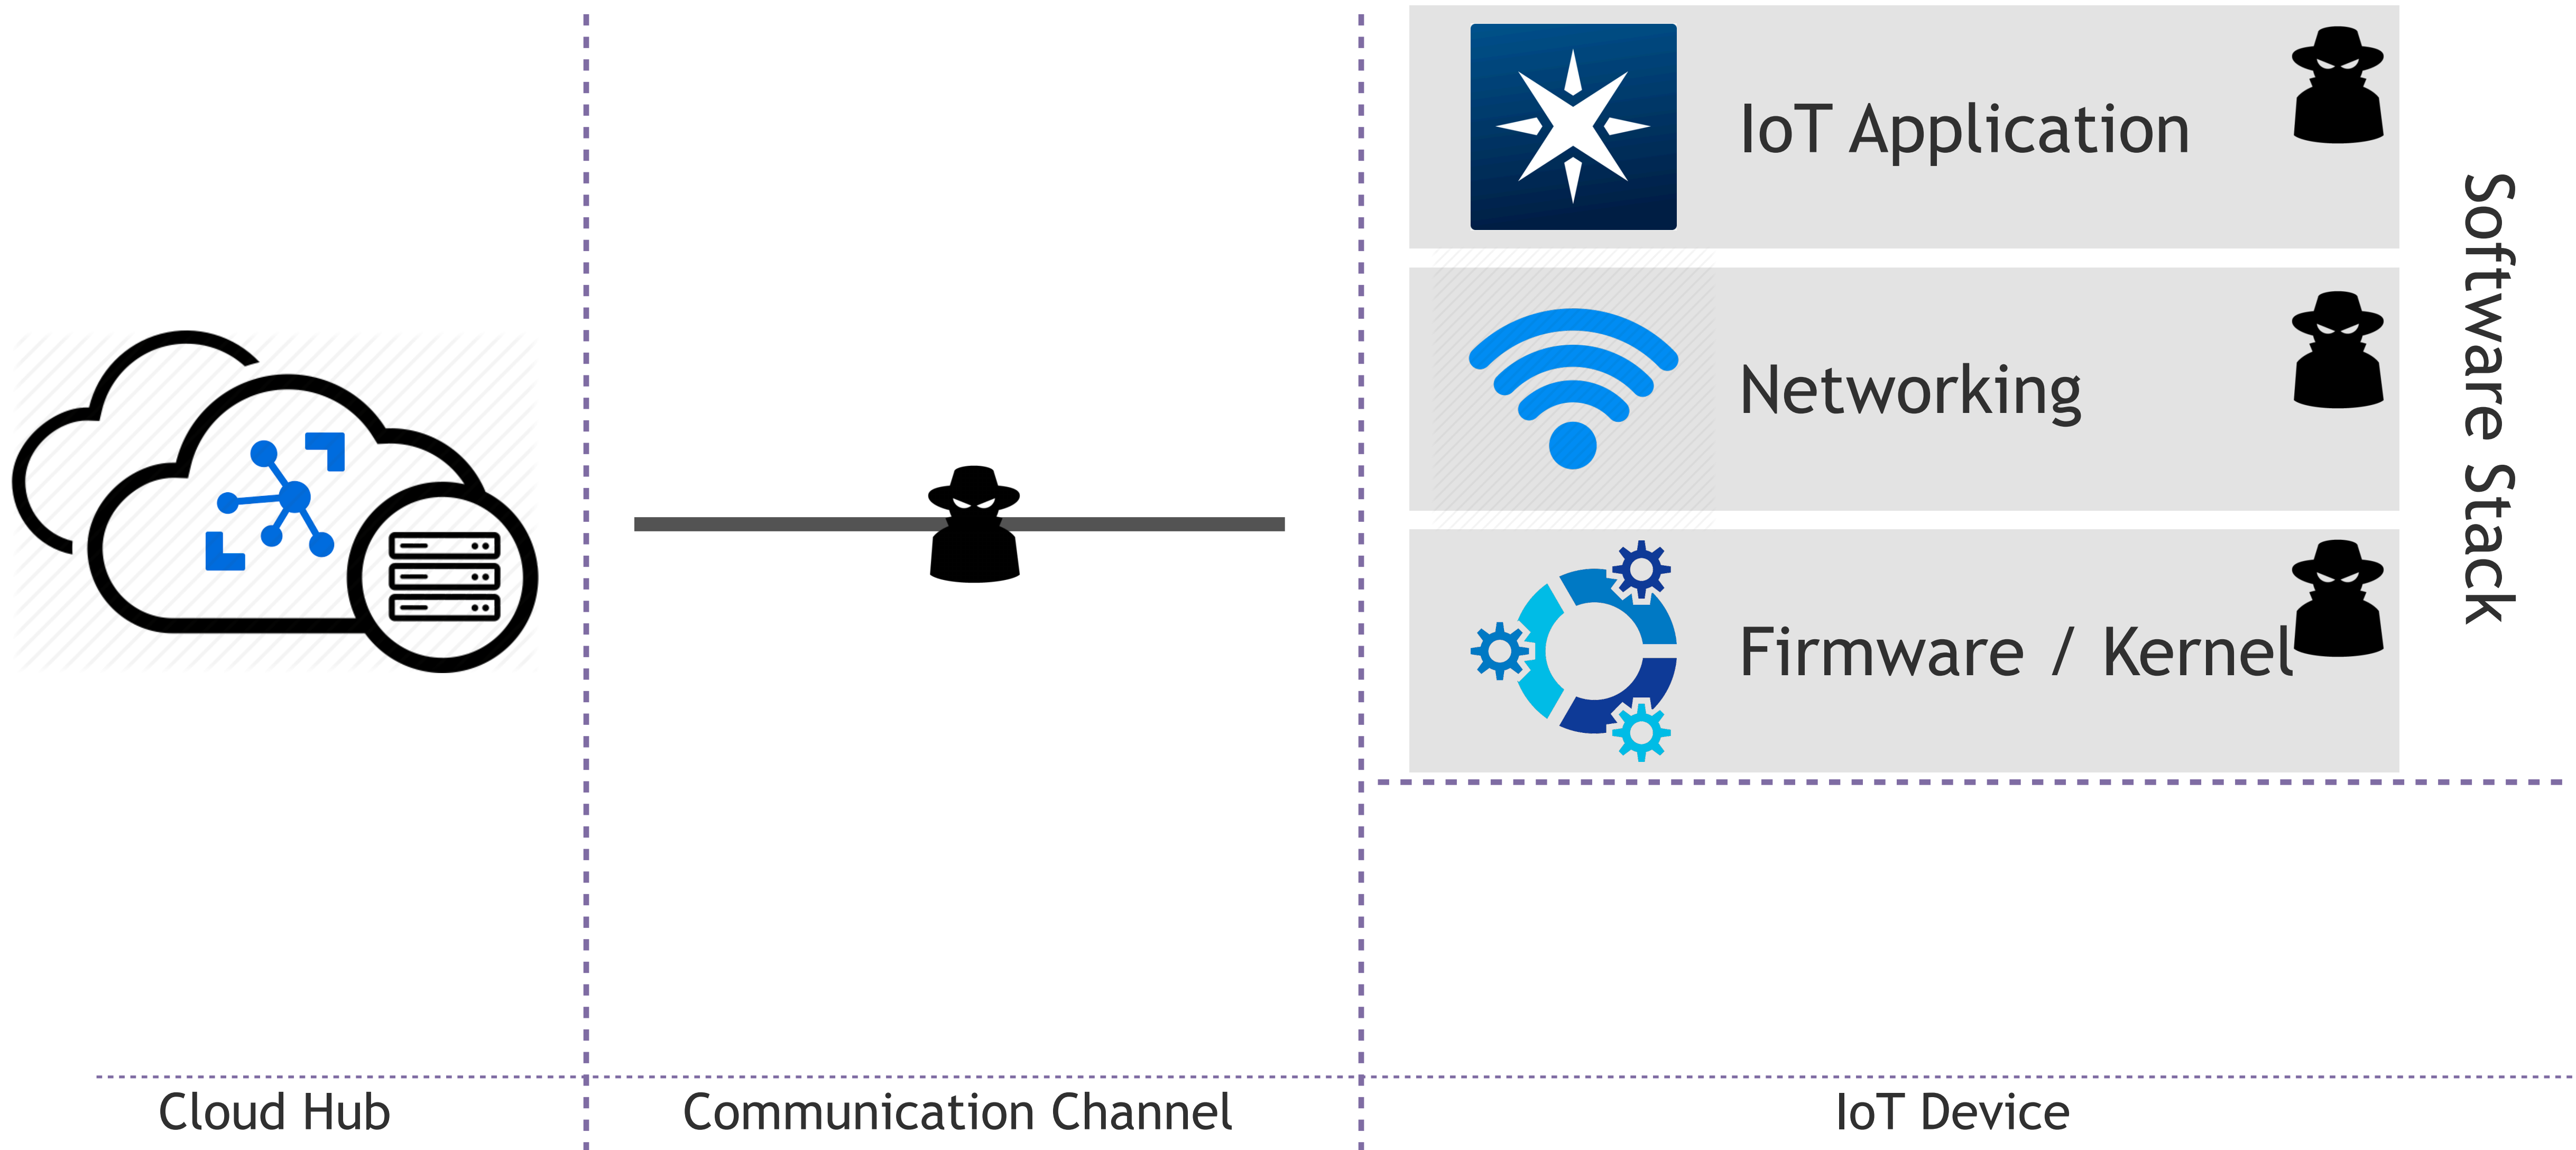 IoT Application
Networking
Firmware / Kernel
Software Stack
Cloud Hub
Communication Channel
IoT Device